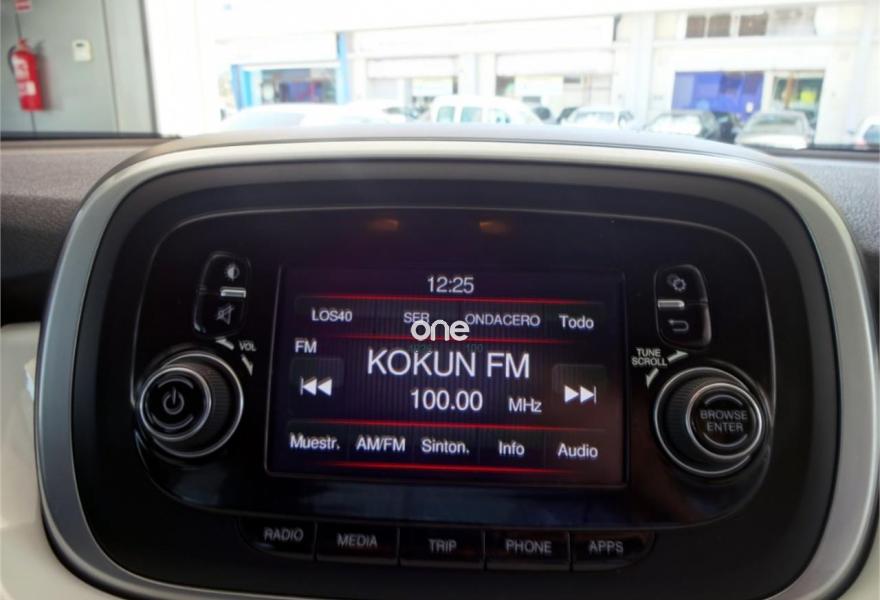 12:25
LOS40 SER ONDACERO Todo
one
FM
KOKUN FM
100.00 MHz
Muestr. AM/FM Sinton. Info Audio
VOL
TUNE
SCROLL
BROWSE
ENTER
RADIO MEDIA TRIP PHONE APPS